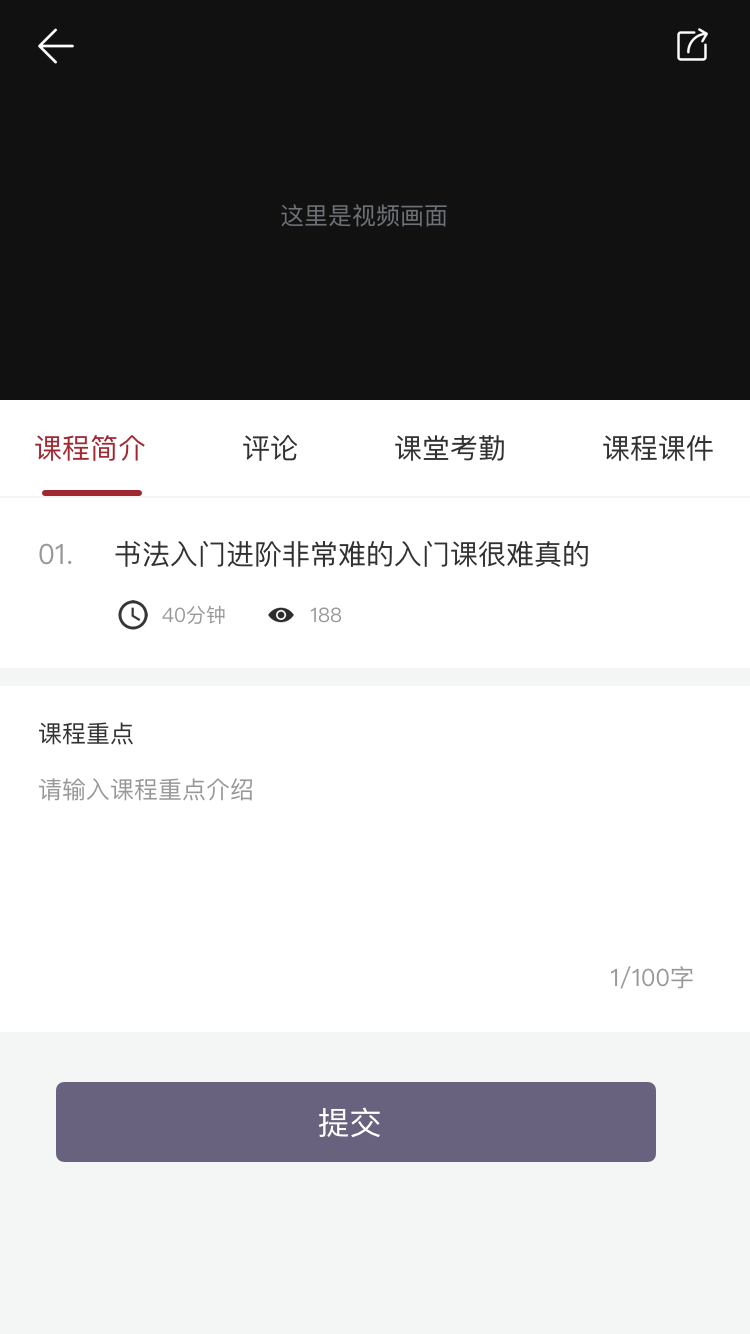 这里是视频画面
课程简介 评论 课堂考勤 课程课件
01. 书法入门进阶非常难的入门课很难真的
40分钟 188
课程重点
请输入课程重点介绍
1/100字
提交